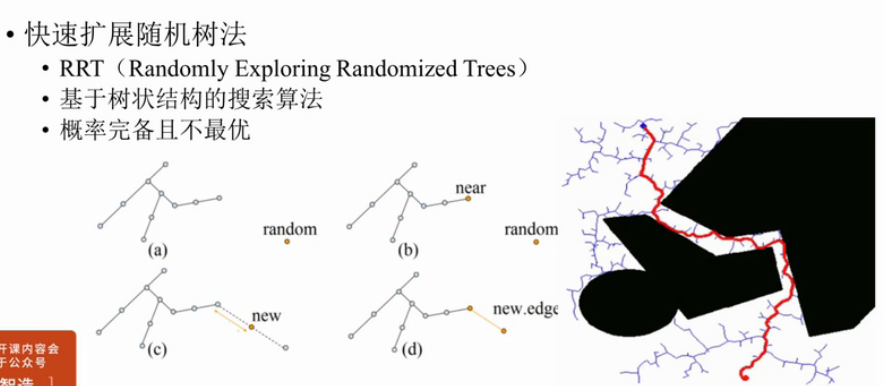 • 快速扩展随机树法
• RRT（Randomly Exploring Randomized Trees）
• 基于树状结构的搜索算法
• 概率完备且不最优
near
random
random
(a)
(b)
new
new.edge
(c)
(d)
开课内容会
于公众号
智造 1